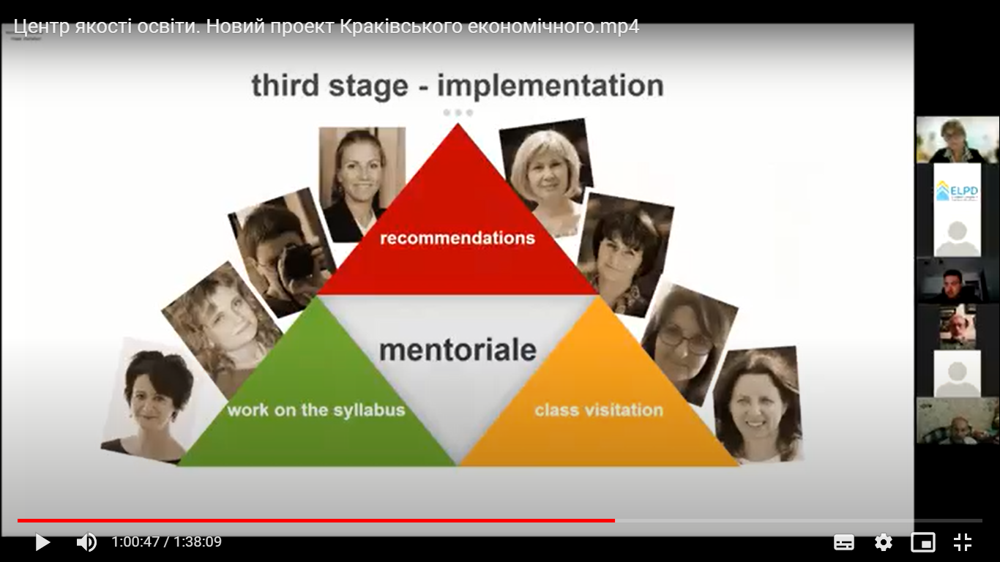 Центр якості освіти. Новий проект Краківського економічного.mp4
third stage - implementation
recommendations
mentoriale
work on the syllabus
class visitation
ELPD
1:00:47 / 1:38:09